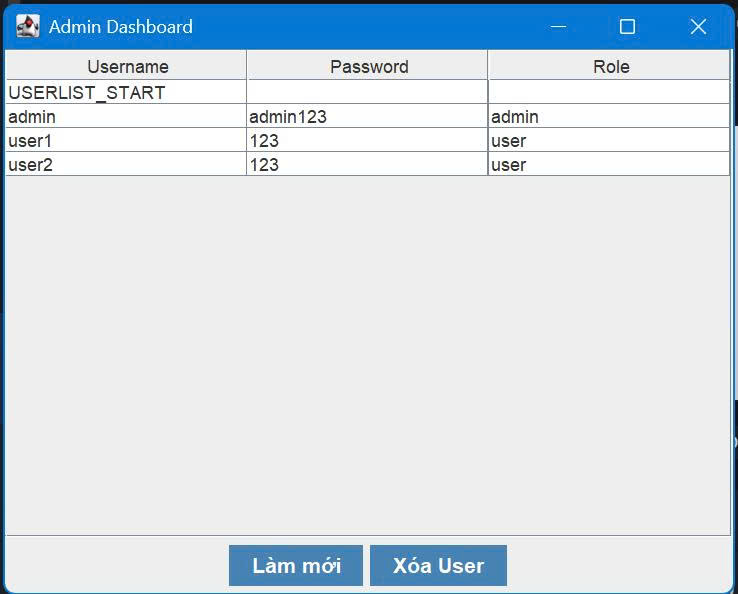 Admin Dashboard
Username Password Role
USERLIST_START
admin admin123 admin
user1 123 user
user2 123 user
Làm mới Xóa User